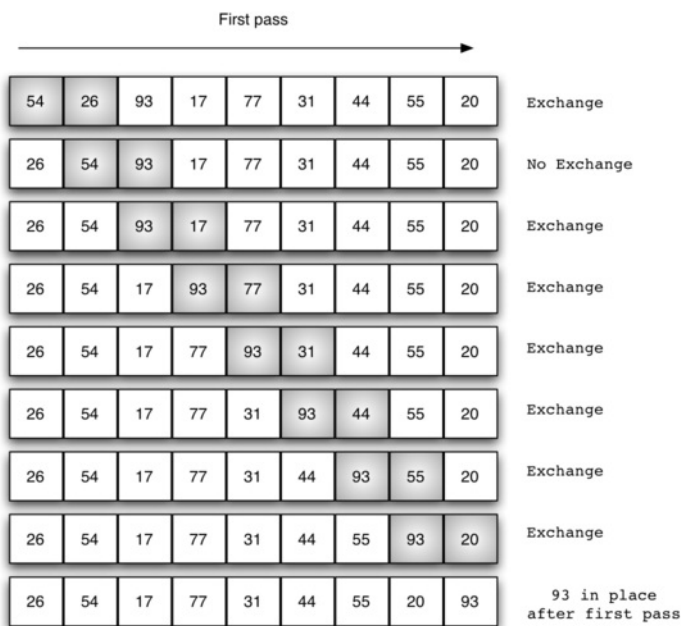 First pass
54 26 93 17 77 31 44 55 20 Exchange
26 54 93 17 77 31 44 55 20 No Exchange
26 54 93 17 77 31 44 55 20 Exchange
26 54 17 93 77 31 44 55 20 Exchange
26 54 17 77 93 31 44 55 20 Exchange
26 54 17 77 31 93 44 55 20 Exchange
26 54 17 77 31 44 93 55 20 Exchange
26 54 17 77 31 44 55 93 20 Exchange
26 54 17 77 31 44 55 20 93
93 in place
after first pass